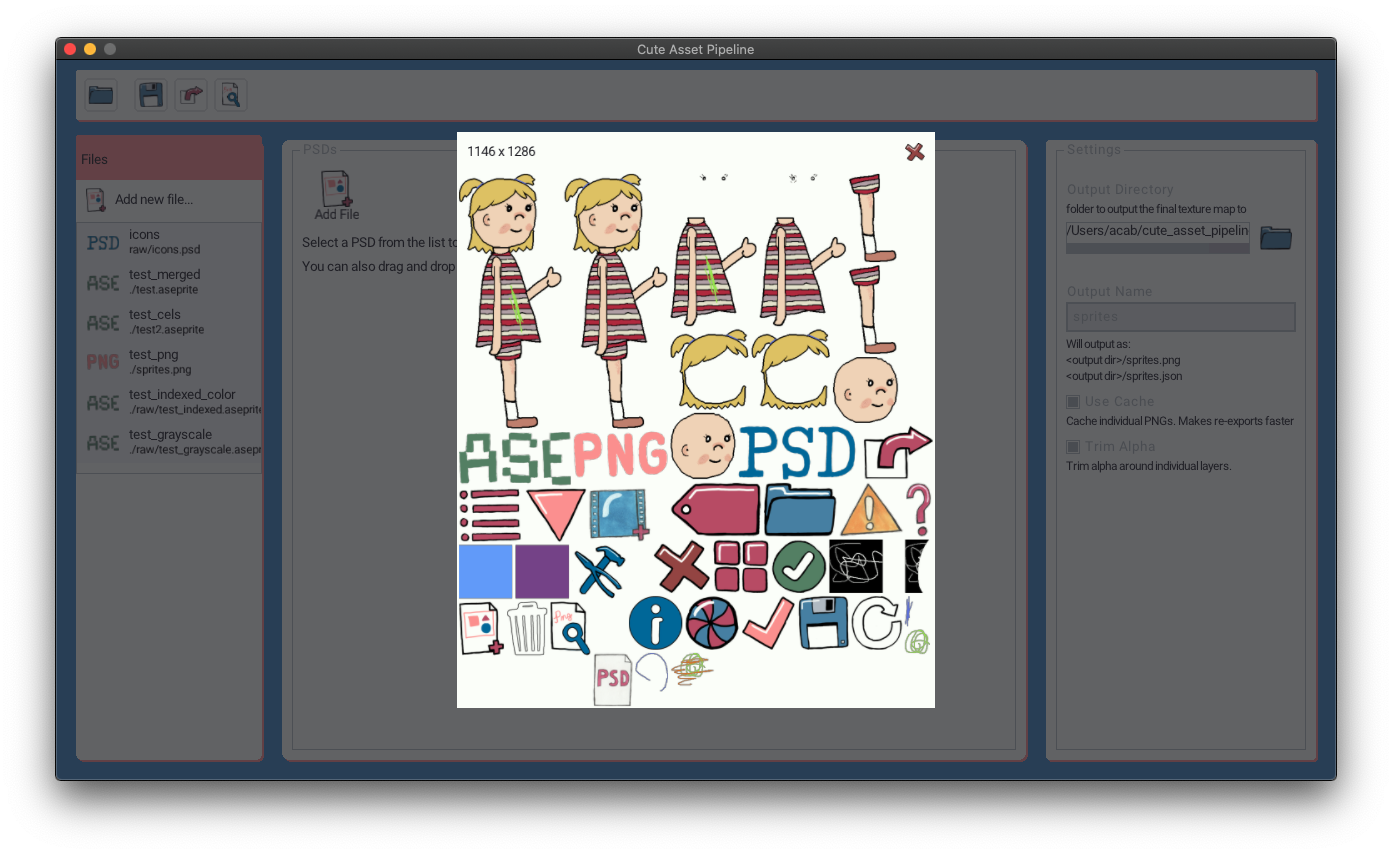 Cute Asset Pipeline
Files
Add new file...
PSD
icons
raw/icons.psd
ASE
test_merged
./test.aseprite
ASE
test_cels
./test2.aseprite
PNG
test_png
./sprites.png
ASE
test_indexed_color
./raw/test_indexed.aseprite
ASE
test_grayscale
./raw/test_grayscale.asepr
PSDs
Add File
Select a PSD from the list to
You can also drag and drop
1146 x 1286
ASE PNG PSD
?
png
PSD
Settings
Output Directory
folder to output the final texture map to
/Users/acab/cute_asset_pipelin
Output Name
sprites
Will output as:
<output dir>/sprites.png
<output dir>/sprites.json
Use Cache
Cache individual PNGs. Makes re-exports faster
Trim Alpha
Trim alpha around individual layers.